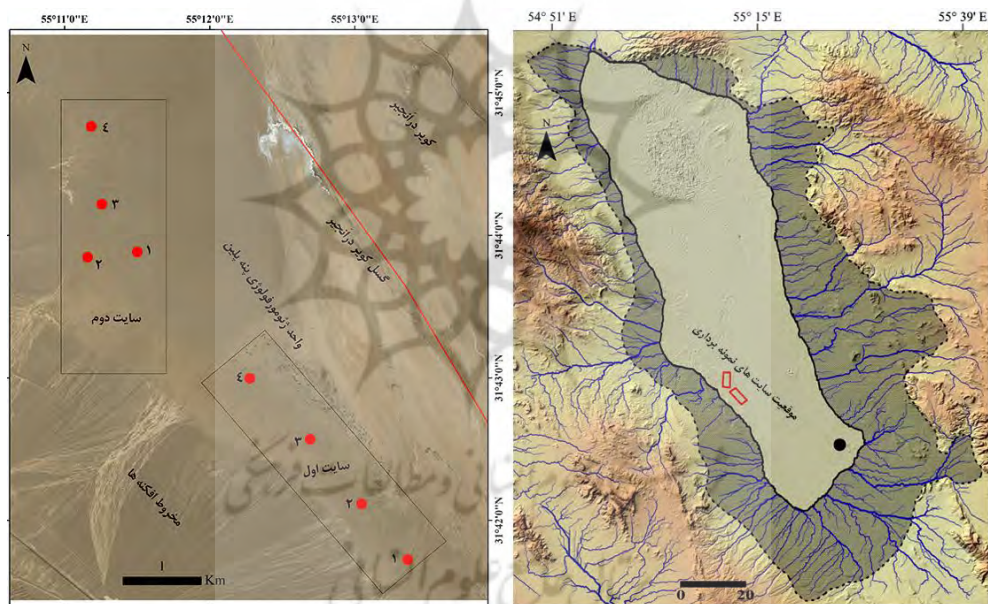 55°11'0"E
55°12'0"E
55°13'0"E
N
31°45'0"N
31°44'0"N
31°43'0"N
31°42'0"N
کویر درانجیر
گسل کویر درانجیر
واحد ژئومورفولوژی پنه پلین
۴
۳
۱
۲
سایت دوم
۴
۳
سایت اول
۲
۱
مخروط افکنه ها
1
Km
54°51' E
55°15' E
55°39' E
N
موقعیت سایت های نمونه برداری
0
20